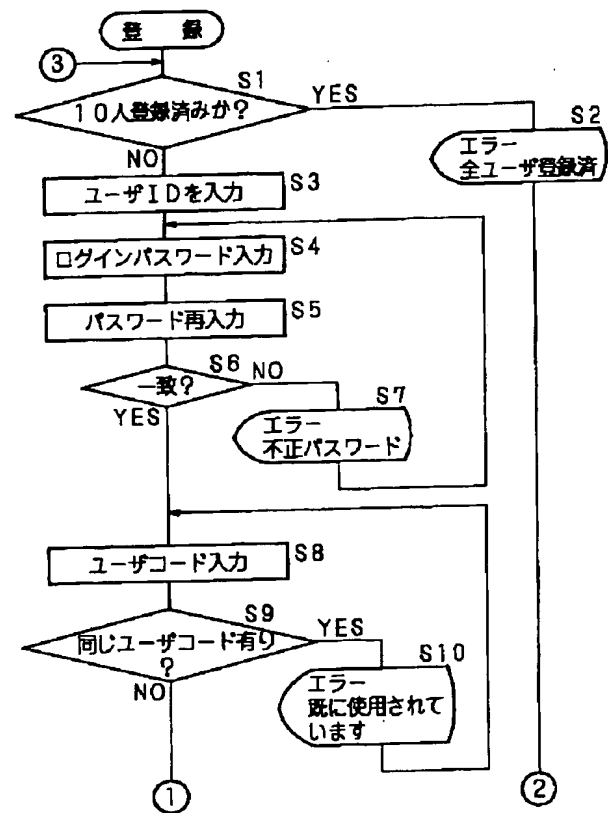 登 録
3
S1
10人登録済みか?
YES
NO
S2
エラー
全ユーザ登録済
ユーザIDを入力
S3
ログインパスワード入力
S4
パスワード再入力
S5
S6
一致?
NO
YES
S7
エラー
不正パスワード
ユーザコード入力
S8
S9
同じユーザコード有り
?
YES
NO
S10
エラー
既に使用されて
います
1
2